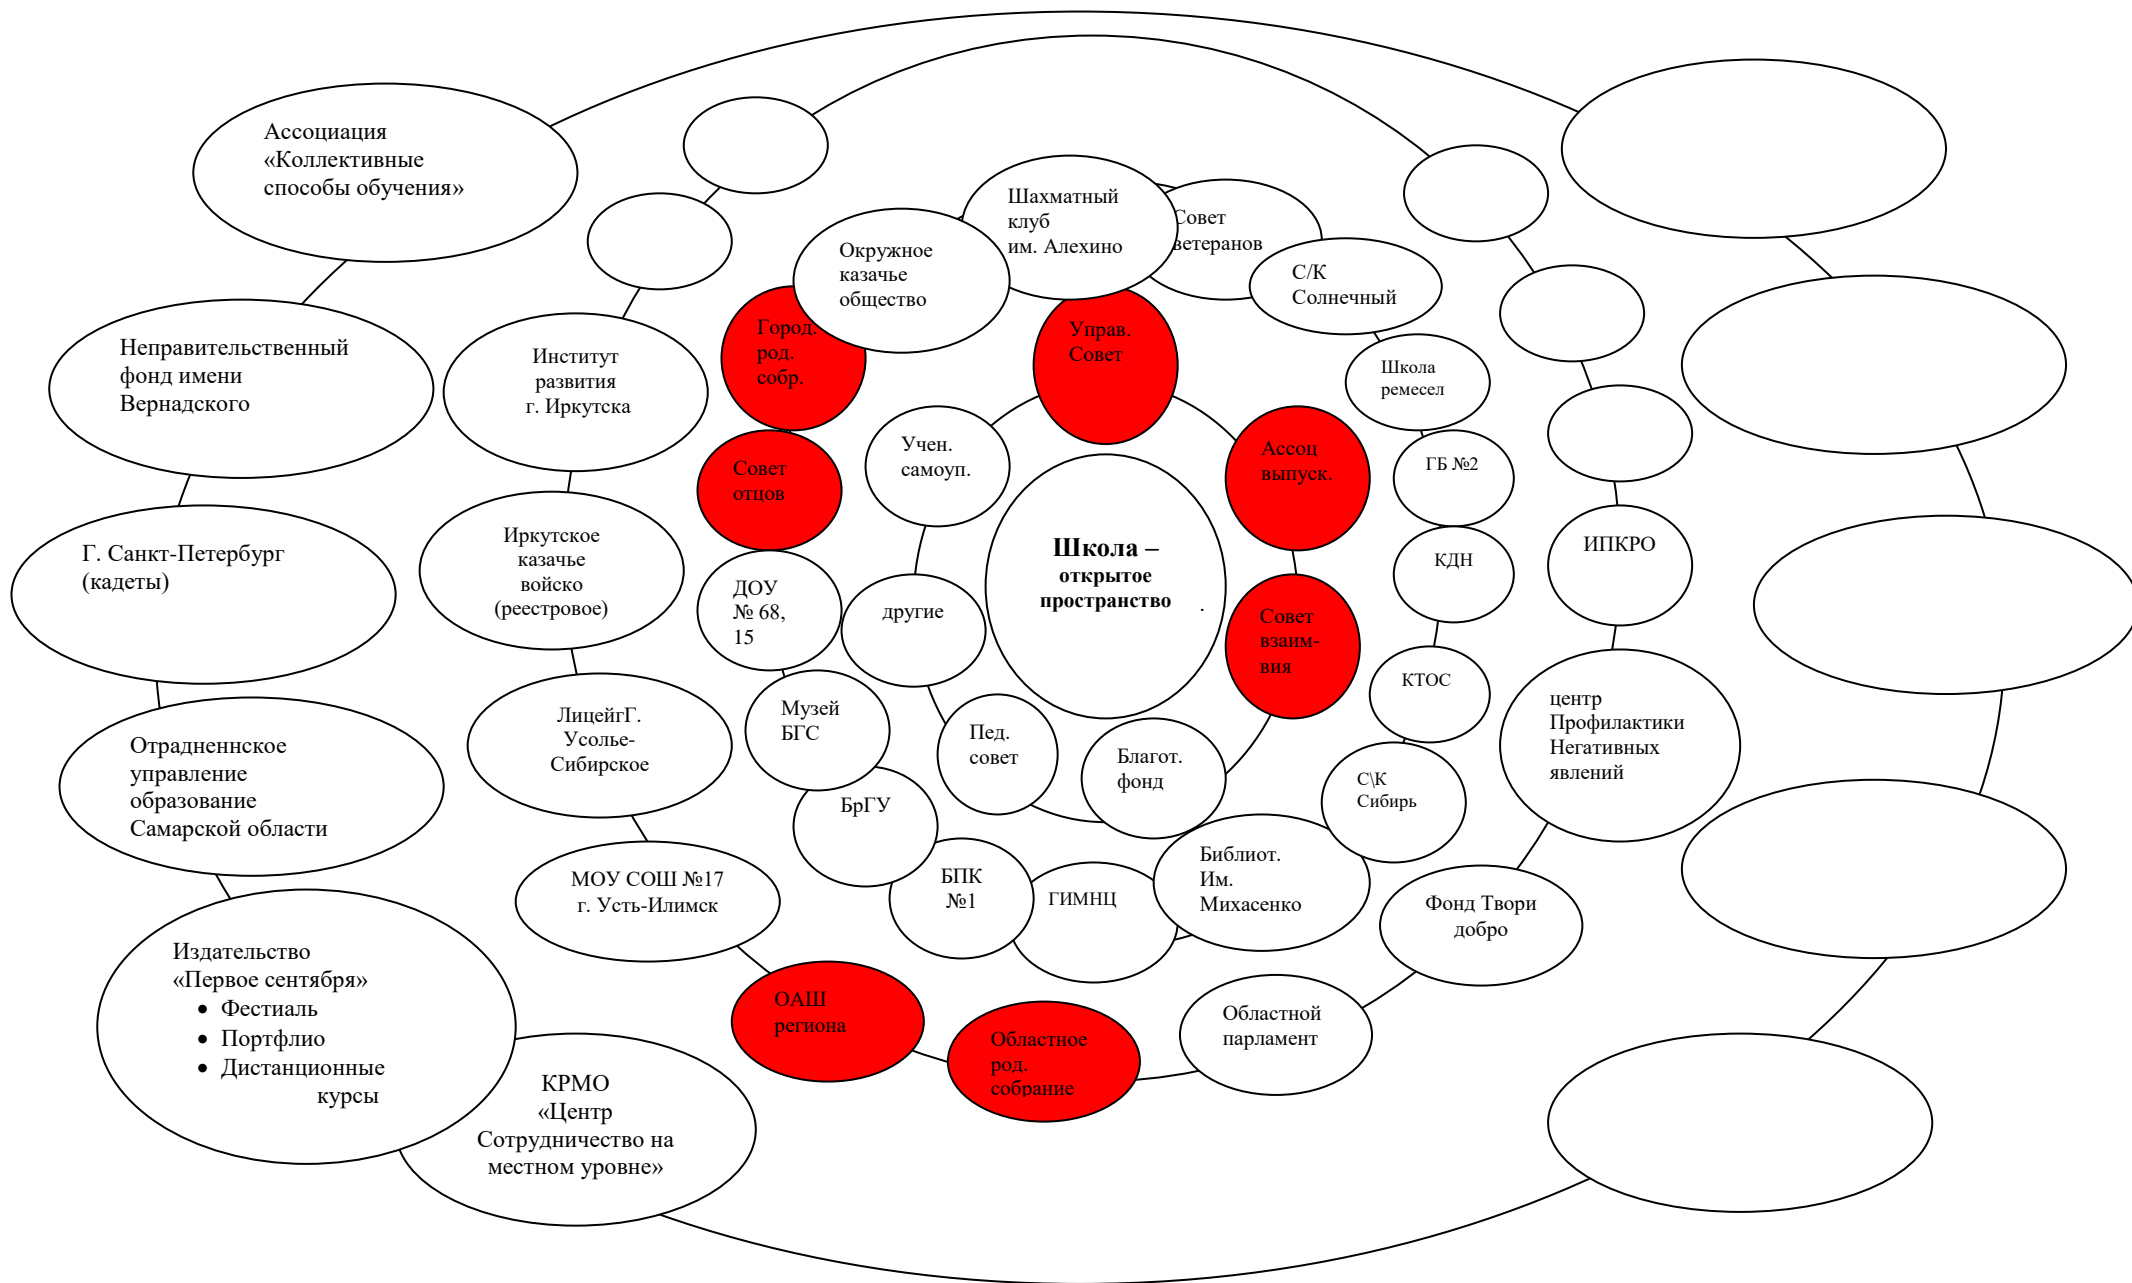 Ассоциация
«Коллективные
способы обучения»
Неправительственный
фонд имени
Вернадского
Г. Санкт-Петербург
(кадеты)
Отрадненнское
управление
образование
Самарской области
Издательство
«Первое сентября»
• Фестиаль
• Портфлио
• Дистанционные
курсы
КРМО
«Центр
Сотрудничество на
местном уровне»
Институт
развития
г. Иркутска
Иркутское
казачье
войско
(реестровое)
ЛицейгГ.
Усолье-
Сибирское
МОУ СОШ №17
г. Усть-Илимск
ОАШ
региона
Областное
род.
собрание
Областной
парламент
Фонд Твори
добро
центр
Профилактики
Негативных
явлений
ИПКРО
Город.
род.
собр.
Окружное
казачье
общество
Шахматный
клуб
им. Алехино
Совет
ветеранов
С/К
Солнечный
Школа
ремесел
ГБ №2
КДН
КТОС
С\К
Сибирь
Библиот.
Им.
Михасенко
ГИМНЦ
БПК
№1
БрГУ
Музей
БГС
ДОУ
№ 68,
15
Совет
отцов
Управ.
Совет
Ассоц
выпуск.
Совет
взаим-
вия
Благот.
фонд
Пед.
совет
другие
Учен.
самоуп.
Школа –
открытое
пространство .